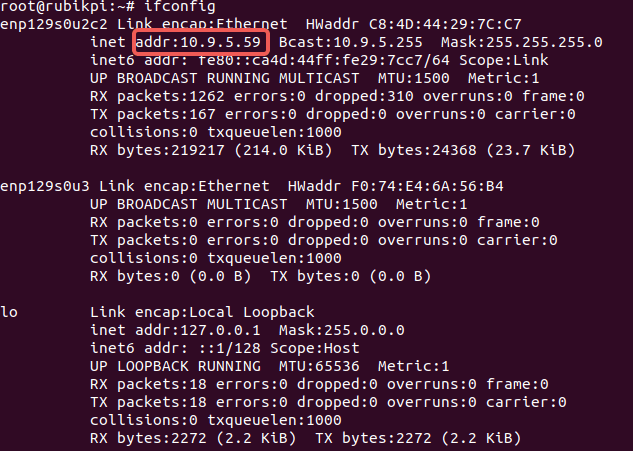 root@rubikpi:~# ifconfig
enp129s0u2c2 Link encap:Ethernet  HWaddr C8:4D:44:29:7C:C7
          inet addr:10.9.5.59  Bcast:10.9.5.255  Mask:255.255.255.0
          inet6 addr: fe80::ca4d:44ff:fe29:7cc7/64 Scope:Link
          UP BROADCAST RUNNING MULTICAST  MTU:1500  Metric:1
          RX packets:1262 errors:0 dropped:310 overruns:0 frame:0
          TX packets:167 errors:0 dropped:0 overruns:0 carrier:0
          collisions:0 txqueuelen:1000
          RX bytes:219217 (214.0 KiB)  TX bytes:24368 (23.7 KiB)
enp129s0u3 Link encap:Ethernet  HWaddr F0:74:E4:6A:56:B4
          UP BROADCAST MULTICAST  MTU:1500  Metric:1
          RX packets:0 errors:0 dropped:0 overruns:0 frame:0
          TX packets:0 errors:0 dropped:0 overruns:0 carrier:0
          collisions:0 txqueuelen:1000
          RX bytes:0 (0.0 B)  TX bytes:0 (0.0 B)
lo        Link encap:Local Loopback
          inet addr:127.0.0.1  Mask:255.0.0.0
          inet6 addr: ::1/128 Scope:Host
          UP LOOPBACK RUNNING  MTU:65536  Metric:1
          RX packets:18 errors:0 dropped:0 overruns:0 frame:0
          TX packets:18 errors:0 dropped:0 overruns:0 carrier:0
          collisions:0 txqueuelen:1000
          RX bytes:2272 (2.2 KiB)  TX bytes:2272 (2.2 KiB)